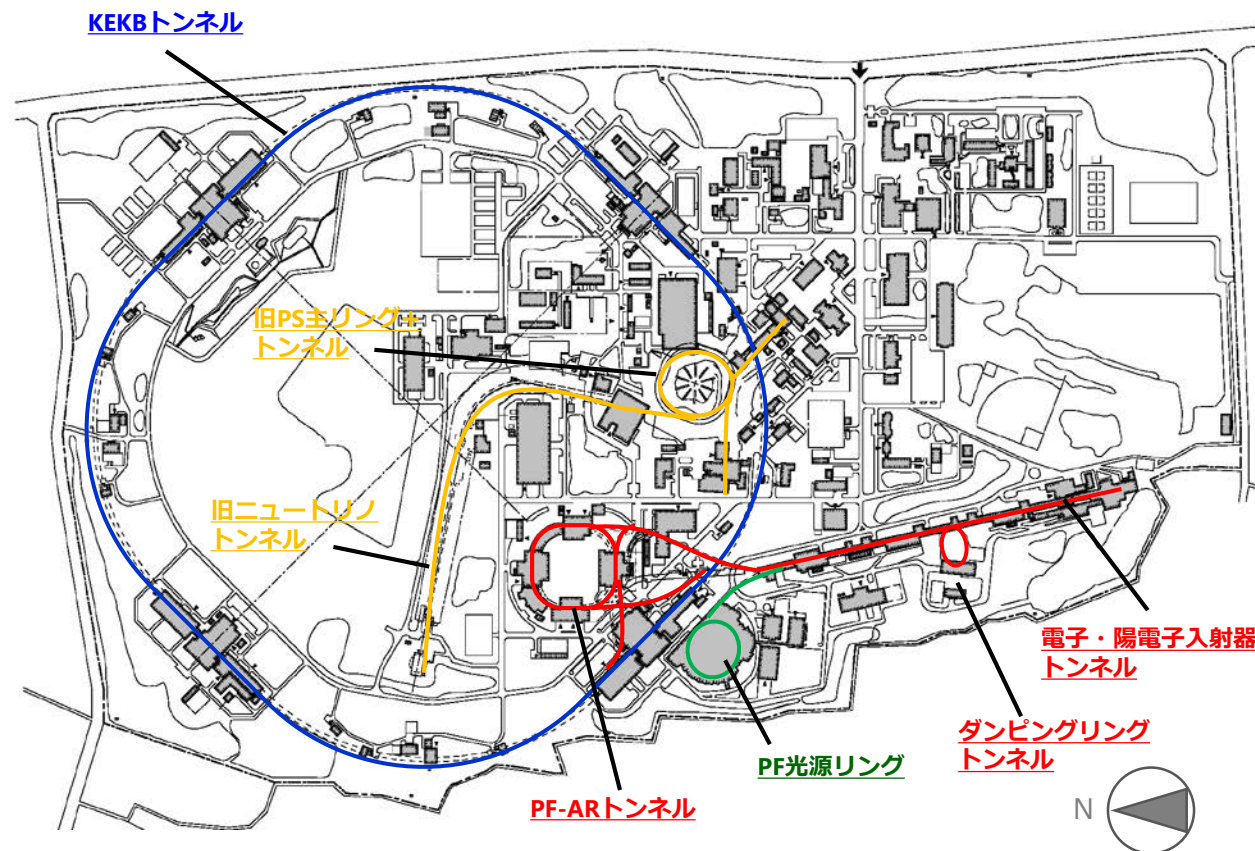 KEKBトンネル
旧PS主リング+
トンネル
旧ニュートリノ
トンネル
電子・陽電子入射器
トンネル
ダンピングリング
トンネル
PF光源リング
PF-ARトンネル
N